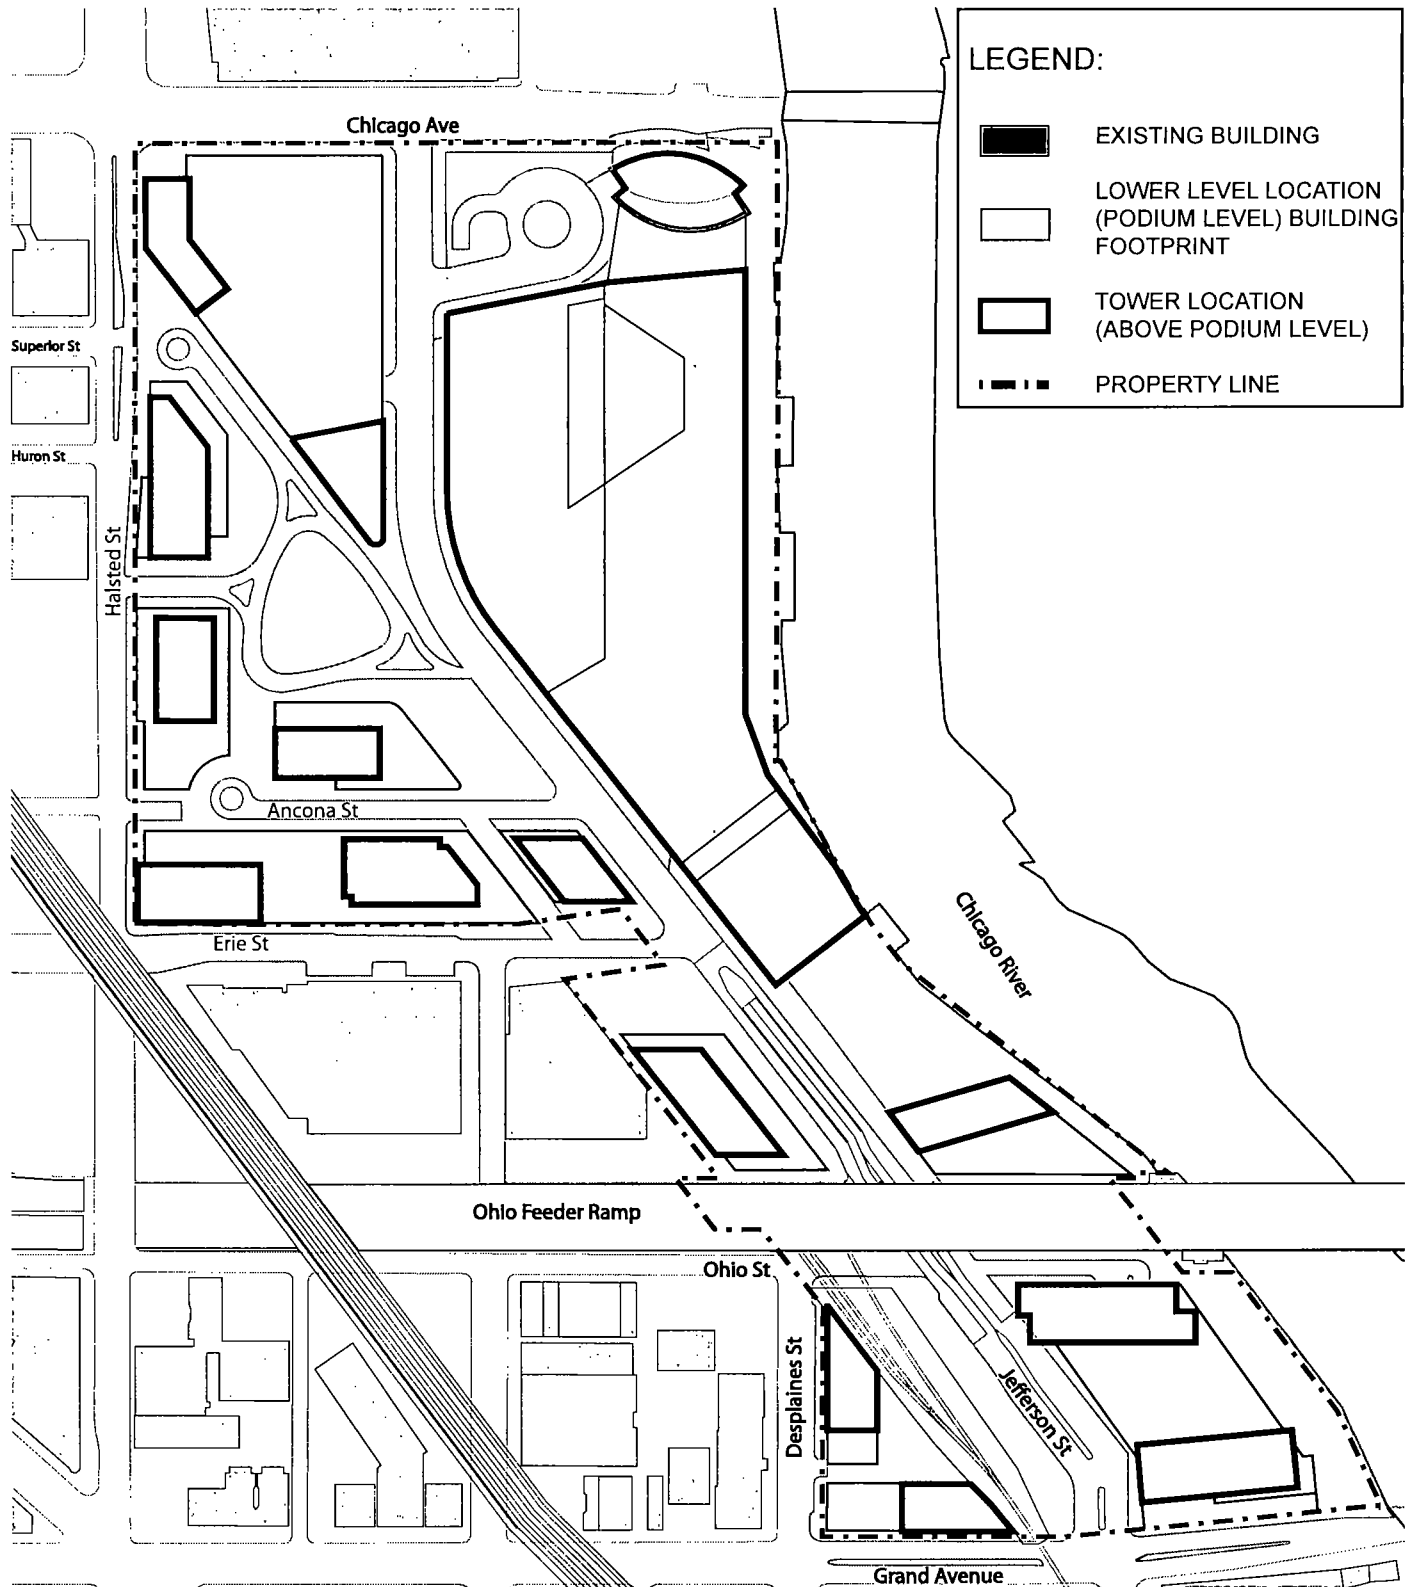 LEGEND:
EXISTING BUILDING
LOWER LEVEL LOCATION
(PODIUM LEVEL) BUILDING
FOOTPRINT
TOWER LOCATION
(ABOVE PODIUM LEVEL)
PROPERTY LINE
Chicago Ave
Superior St
Huron St
Halsted St
Ancona St
Erie St
Chicago River
Ohio Feeder Ramp
Ohio St
Desplaines St
Jefferson St
Grand Avenue